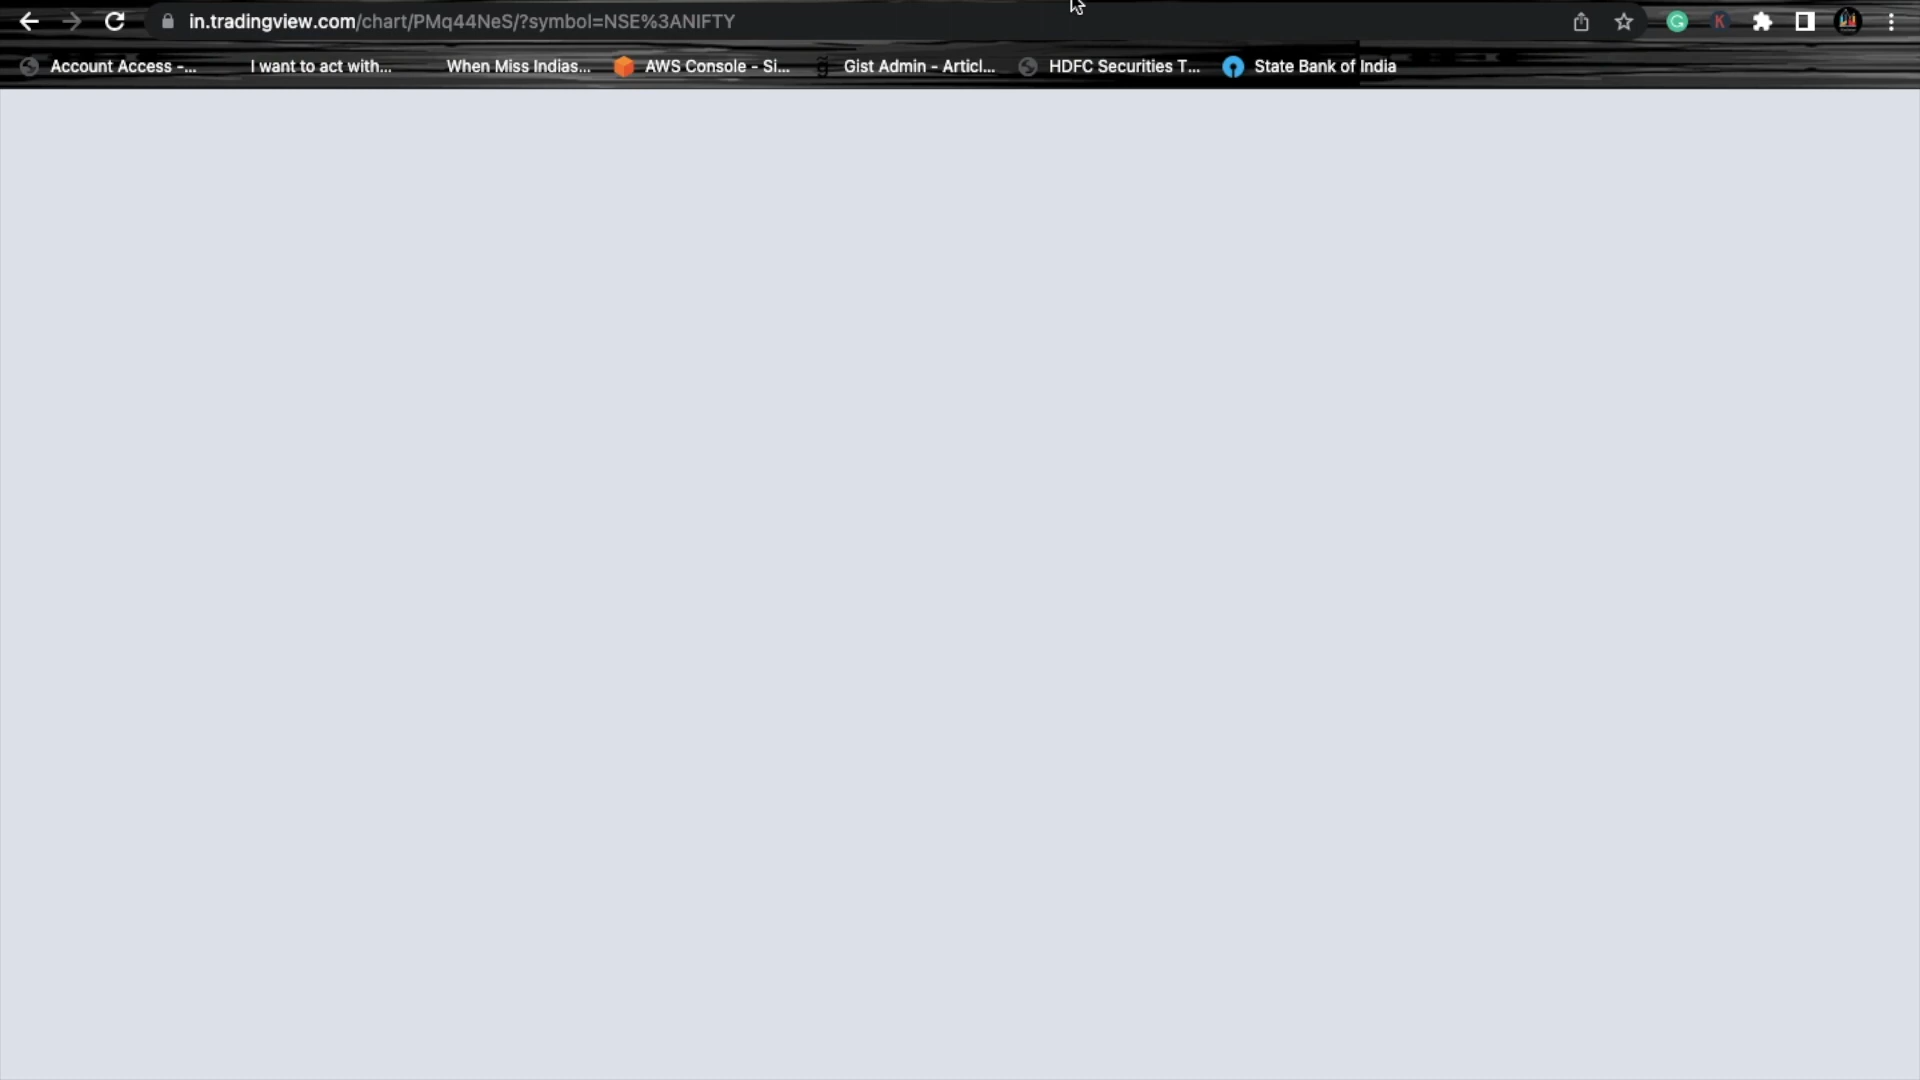 in.tradingview.com/chart/PMq44NeS/?symbol=NSE%3ANIFTY
Account Access -... I want to act with... When Miss Indias... AWS Console - Si... Gist Admin - Articl... HDFC Securities T... State Bank of India